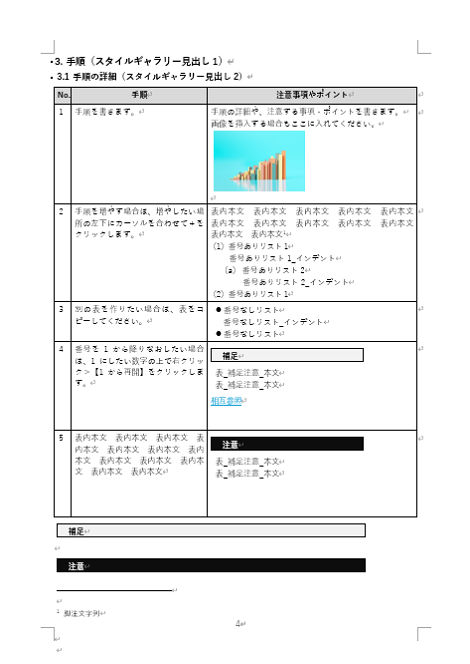 3. 手順（スタイルギャラリー見出し1）
3.1 手順の詳細（スタイルギャラリー見出し2）
No. 手順 注意事項やポイント
1 手順を書きます。
手順の詳細や、注意する事項・ポイントを書きます。
画像を挿入する場合もここに入れてください。
2 手順を増やす場合は、増やしたい場
所の左下にカーソルを合わせて+を
クリックします。
表内本文 表内本文 表内本文 表内本文 表内本文
表内本文 表内本文 表内本文 表内本文 表内本文
表内本文 表内本文1
(1) 番号ありリスト1
番号ありリスト1_インデント
(a) 番号ありリスト2
番号ありリスト2_インデント
(2) 番号ありリスト1
3 別の表を作りたい場合は、表をコ
ピーしてください。
● 番号なしリスト
番号なしリスト_インデント
● 番号なしリスト
4 番号を 1 から降りなおしたい場合
は、1 にしたい数字の上で右クリッ
ク＞【1 から再開】をクリックしま
す。
補足
表_補足注意_本文
表_補足注意_本文
相互参照
5 表内本文 表内本文 表内本文 表
内本文 表内本文 表内本文 表内
本文 表内本文 表内本文 表内本
文 表内本文 表内本文
注意
表_補足注意_本文
表_補足注意_本文
補足
注意
1 脚注文字例
4